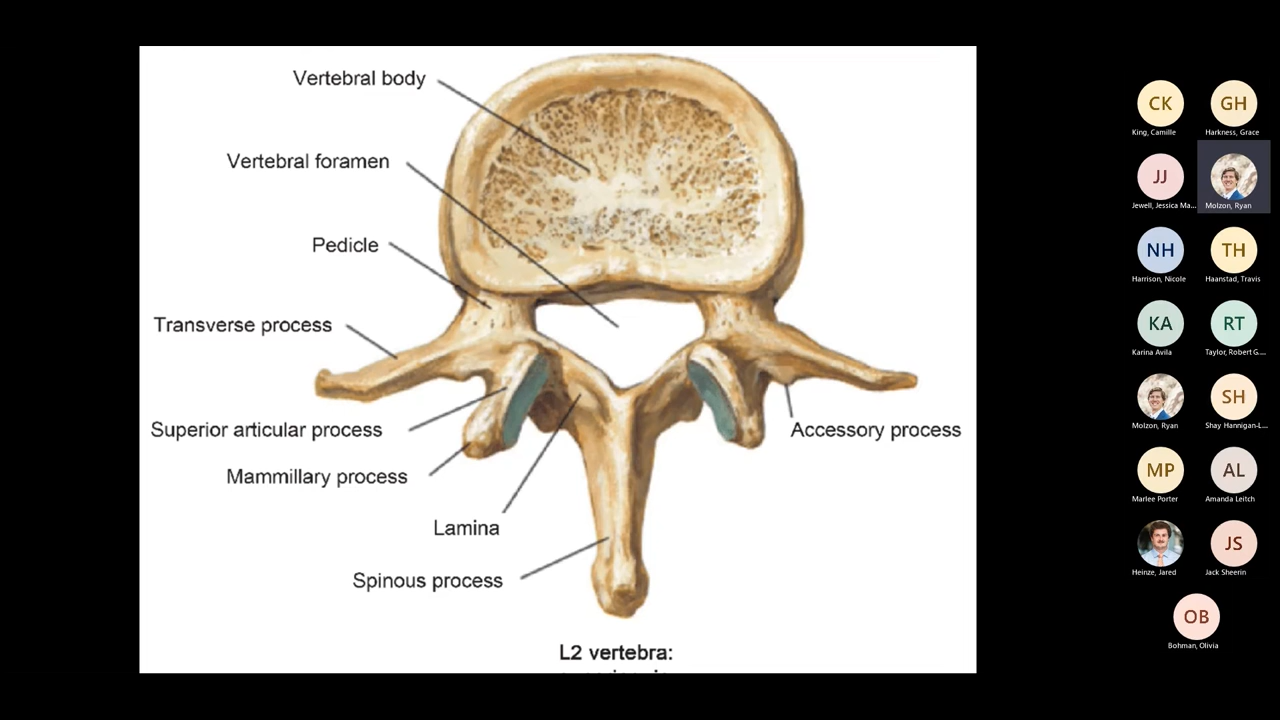 Vertebral body
Vertebral foramen
Pedicle
Transverse process
Superior articular process
Accessory process
Mammillary process
Lamina
Spinous process
L2 vertebra:
CK
King, Camille
GH
Harkness, Grace
JJ
Jewell, Jessica Ma...
Molzon, Ryan
NH
Harrison, Nicole
TH
Haanstad, Travis
KA
Karina Avila
RT
Taylor, Robert G....
Molzon, Ryan
SH
Shay Hannigan-L...
MP
Marlee Porter
AL
Amanda Leitch
Heinze, Jared
JS
Jack Sheerin
OB
Bohman, Olivia